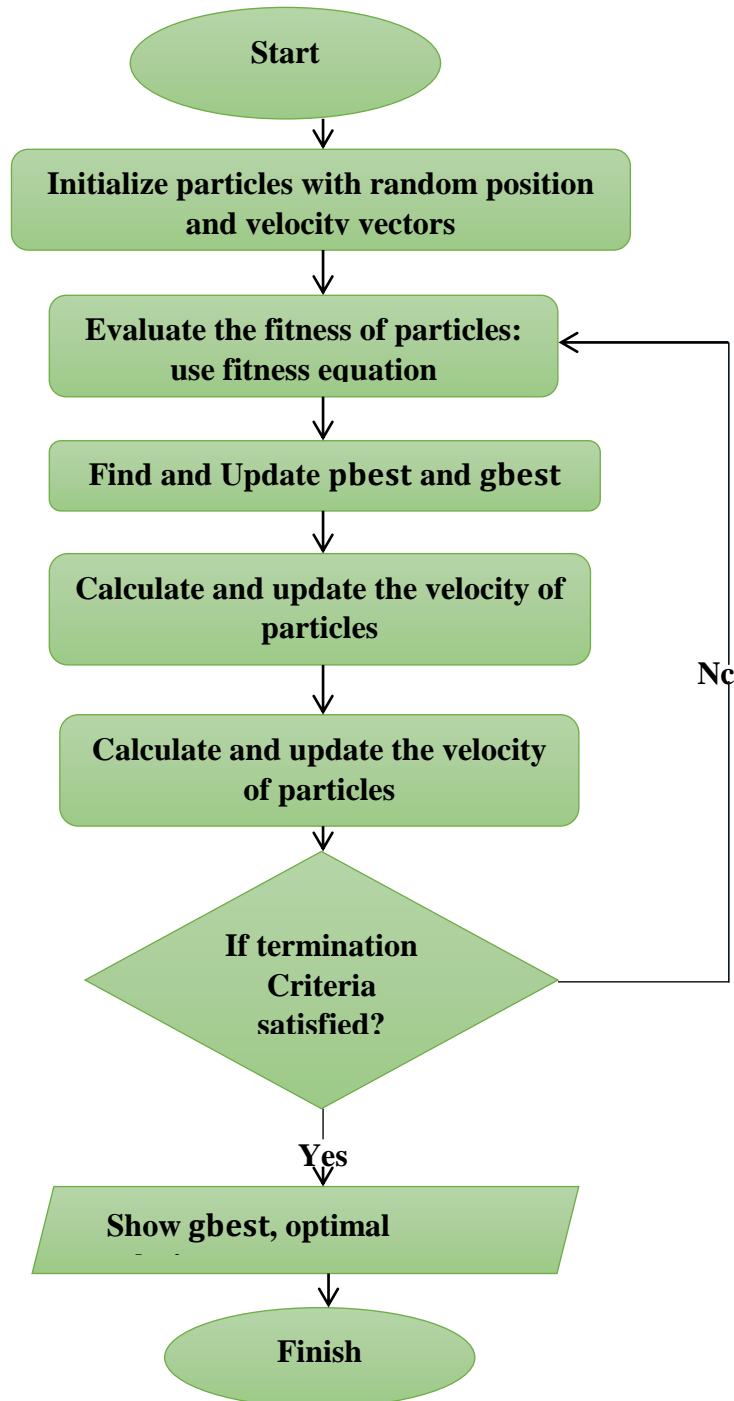 Start
Initialize particles with random position
and velocity vectors
Evaluate the fitness of particles:
use fitness equation
Find and Update pbest and gbest
Calculate and update the velocity of
particles
Calculate and update the velocity
of particles
If termination
Criteria
satisfied?
Nc
Yes
Show gbest, optimal
Finish